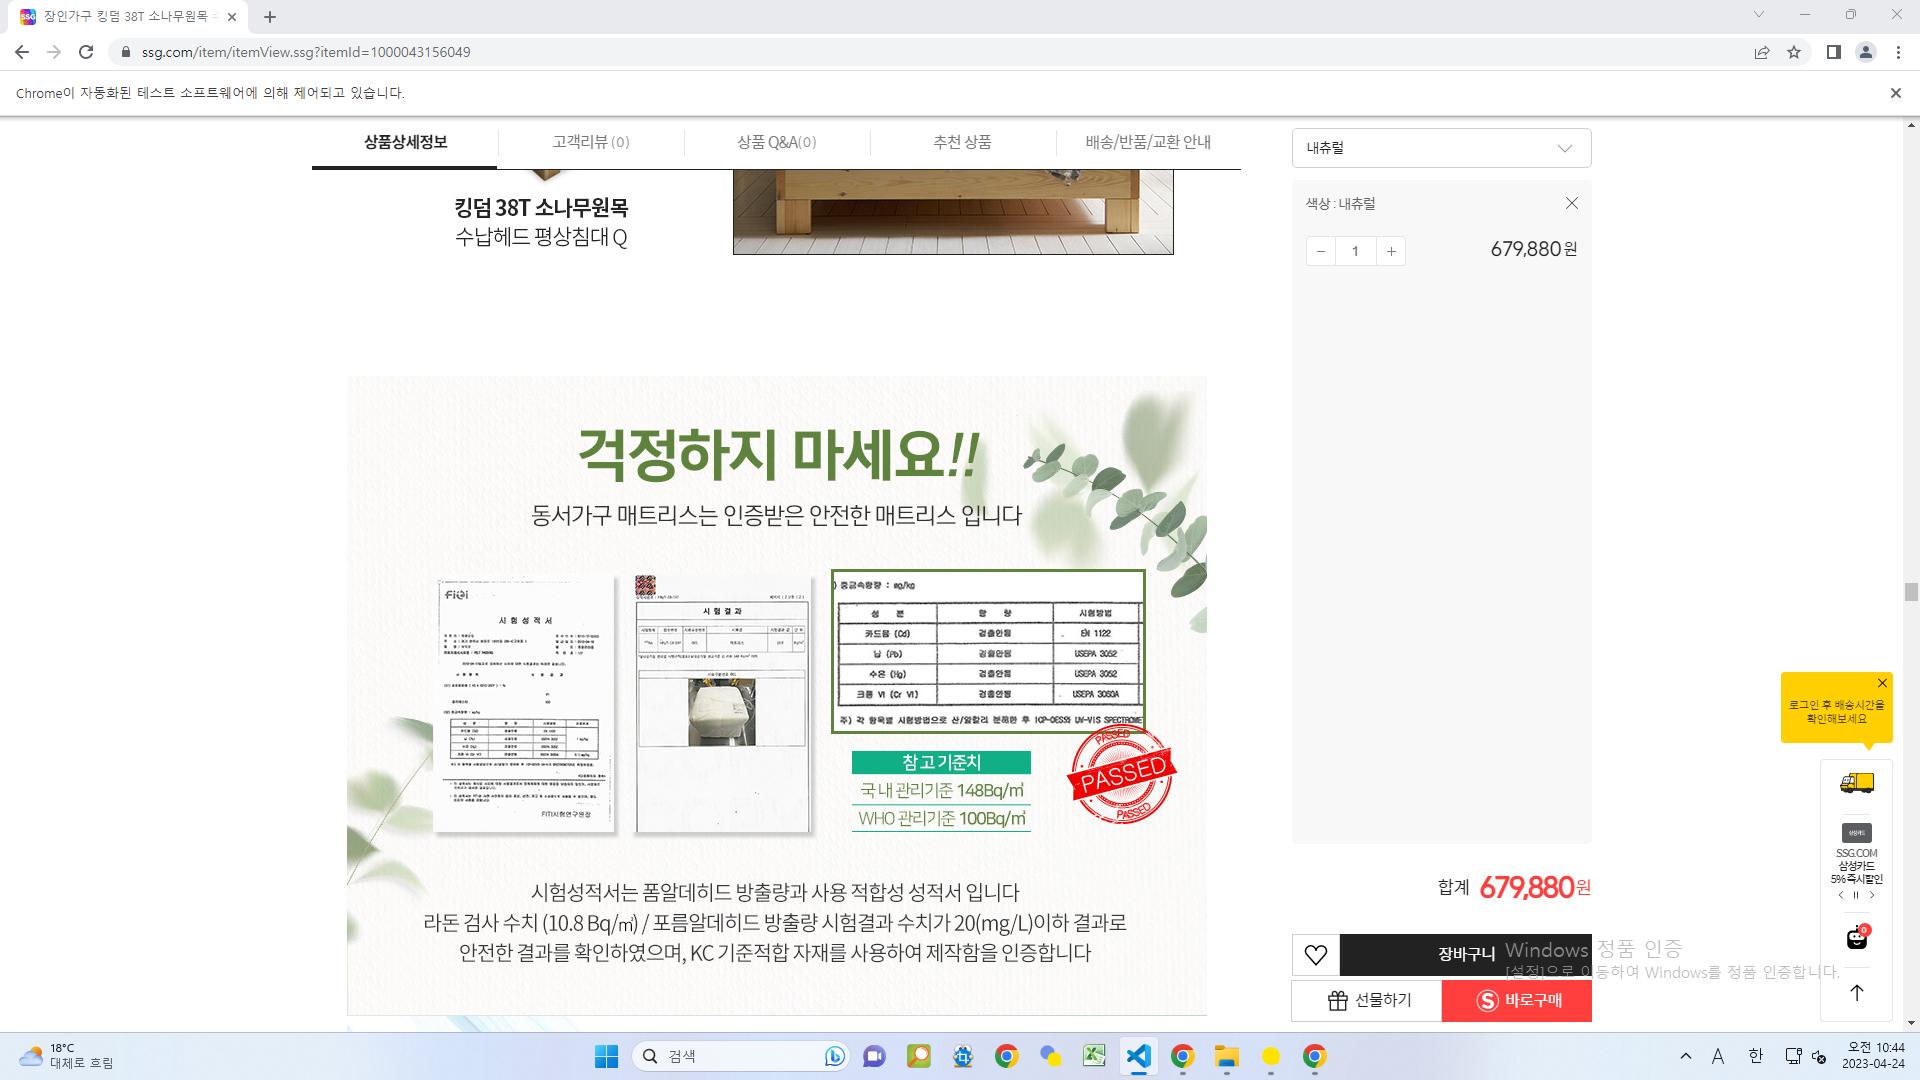 장인가구 킹덤 38T 소나무원목
ssg.com/item/itemView.ssg?itemId=1000043156049
Chrome이 자동화된 테스트 소프트웨어에 의해 제어되고 있습니다.
상품상세정보
고객리뷰 (0)
상품 Q&A(0)
추천 상품
배송/반품/교환 안내
킹덤 38T 소나무원목
수납헤드 평상침대 Q
걱정하지 마세요!!
동서가구 매트리스는 인증받은 안전한 매트리스 입니다
FITI
시 험 성 적 서
FITI시험연구원장
시 험 결 과
중금속함량 : mg/kg
성 분 함 량 시험방법
카드뮴 (Cd) 검출안됨 EN 1122
납 (Pb) 검출안됨 USEPA 3052
수은 (Hg) 검출안됨 USEPA 3052
크롬 VI (Cr VI) 검출안됨 USEPA 3060A
주) 각 항목별 시험방법으로 산/알칼리 분해한 후 ICP-OES와 UV-VIS SPECTROMET
참고 기준치
국내 관리기준 148Bq/㎥
WHO 관리기준 100Bq/㎥
PASSED
PASSED
PASSED
시험성적서는 폼알데히드 방출량과 사용 적합성 성적서 입니다
라돈 검사 수치 (10.8 Bq/㎥) / 포름알데히드 방출량 시험결과 수치가 20(mg/L)이하 결과로
안전한 결과를 확인하였으며, KC 기준적합 자재를 사용하여 제작함을 인증합니다
내츄럴
색상 : 내츄럴
− 1 +
679,880원
합계 679,880원
장바구니
선물하기
바로구매
Windows 정품 인증
[설정]으로 이동하여 Windows를 정품 인증합니다.
로그인 후 배송시간을
확인해보세요
삼성카드
SSG.COM
삼성카드
5% 즉시할인
0
18°C
대체로 흐림
검색
A
한
오전 10:44
2023-04-24